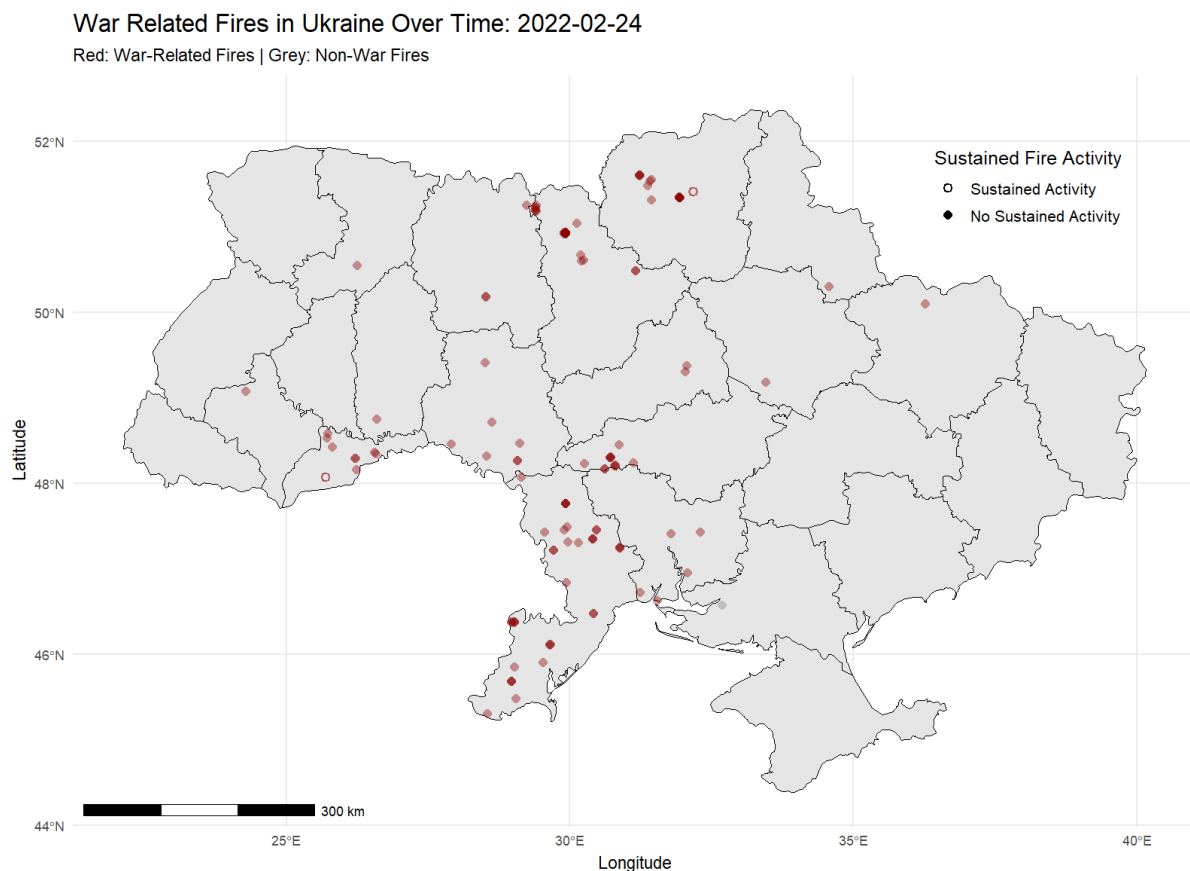 War Related Fires in Ukraine Over Time: 2022-02-24
Red: War-Related Fires | Grey: Non-War Fires
52°N
50°N
48°N
46°N
44°N
Latitude
Sustained Fire Activity
Sustained Activity
No Sustained Activity
300 km
25°E
30°E
35°E
40°E
Longitude